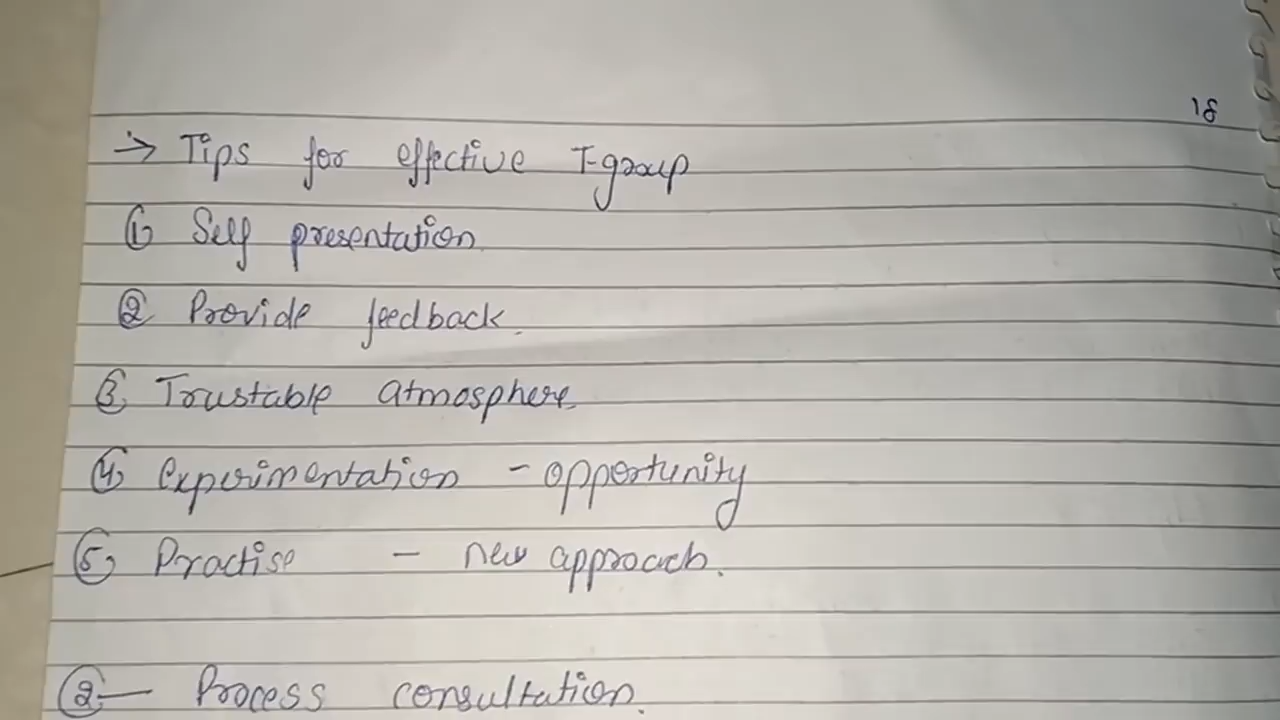 18
→ Tips for effective T-group
① Self presentation
② Provide feedback.
③ Trustable atmosphere.
④ Experimentation - opportunity
⑤ Practise - new approach.
②— Process consultation.